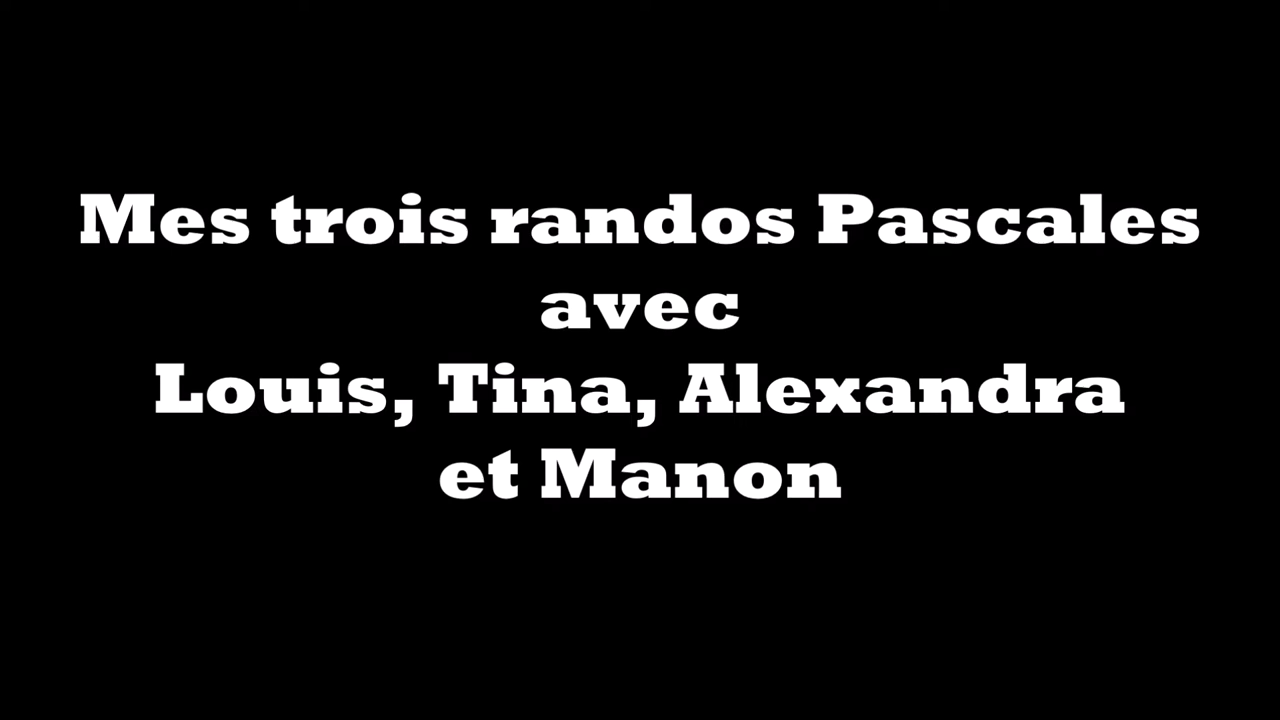 Mes trois randos Pascales
avec
Louis, Tina, Alexandra
et Manon